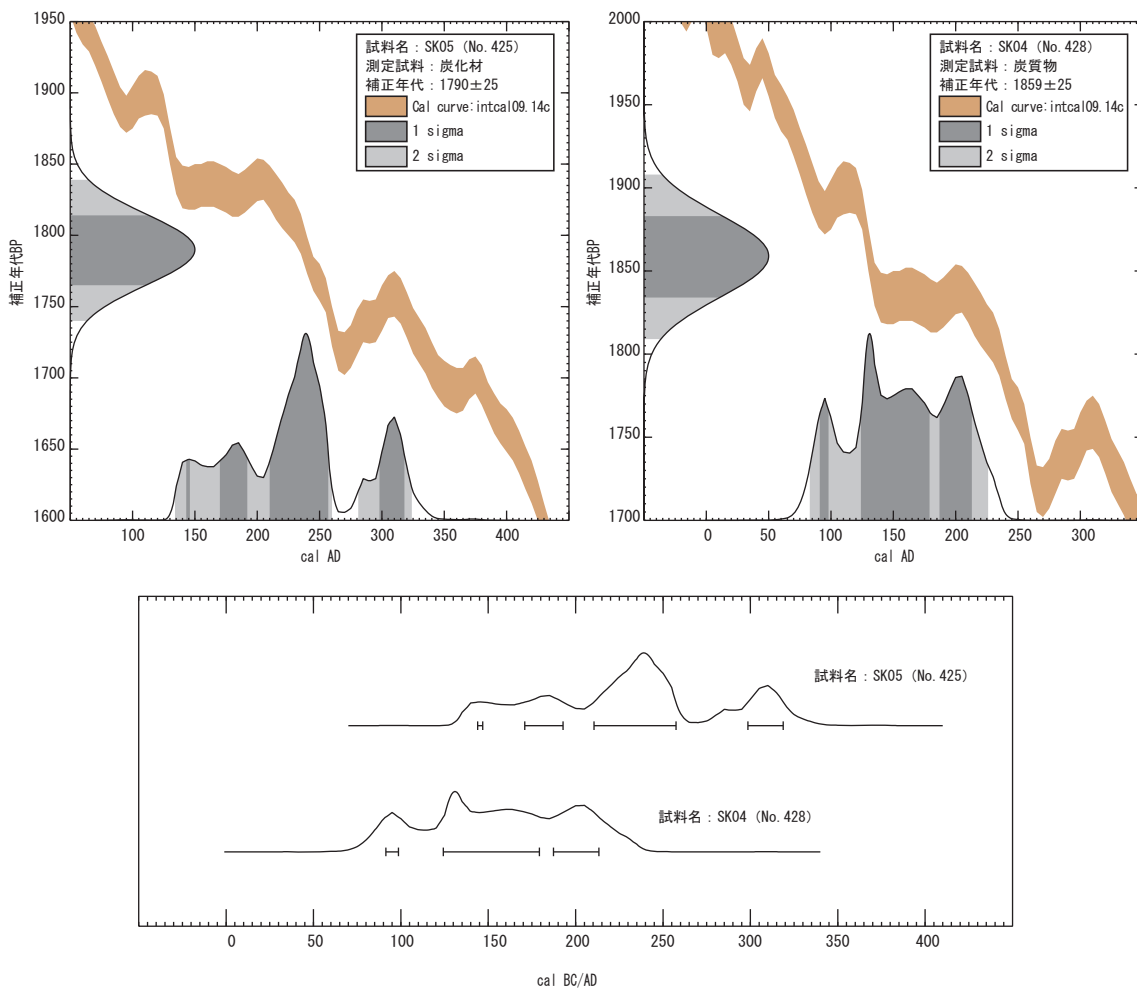 1950
1900
1850
1800
1750
1700
1650
1600
補正年代BP
100 150 200 250 300 350 400
cal AD
試料名：SK05 (No.425)
測定試料：炭化材
補正年代：1790±25
Cal curve:intcal09.14c
1 sigma
2 sigma
2000
1950
1900
1850
1800
1750
1700
補正年代BP
0 50 100 150 200 250 300
cal AD
試料名：SK04 (No.428)
測定試料：炭質物
補正年代：1859±25
Cal curve:intcal09.14c
1 sigma
2 sigma
試料名：SK05 (No.425)
試料名：SK04 (No.428)
0 50 100 150 200 250 300 350 400
cal BC/AD